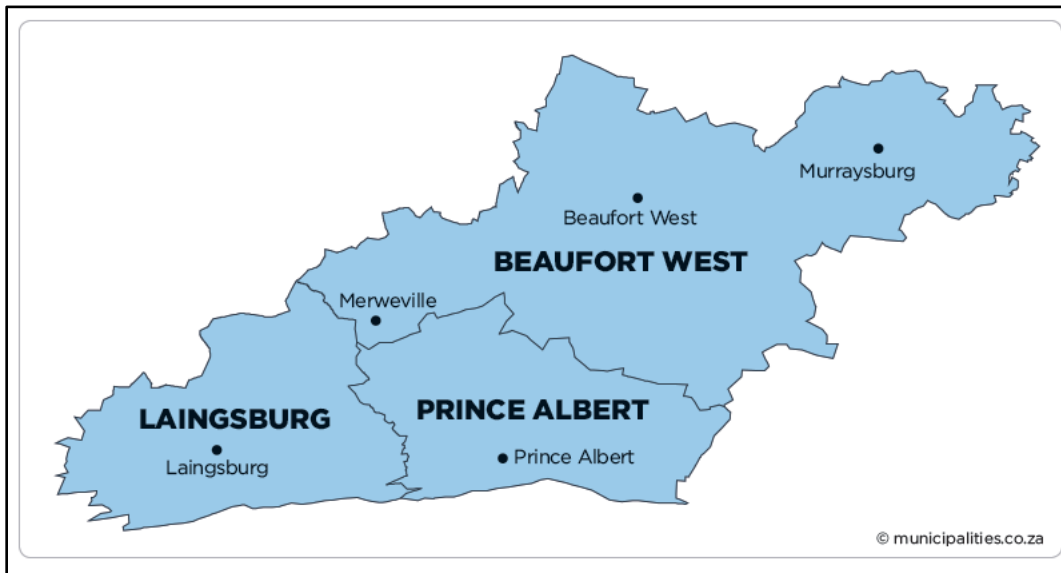 Murraysburg
Beaufort West
BEAUFORT WEST
Merweville
PRINCE ALBERT
LAINGSBURG
Laingsburg
Prince Albert
© municipalities.co.za